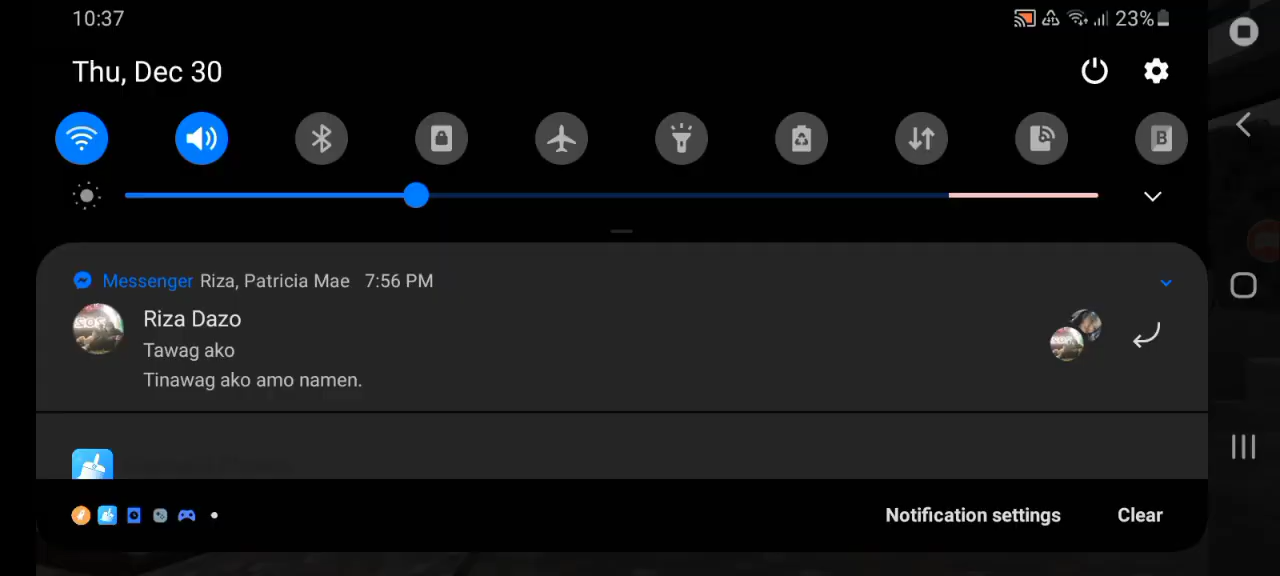 10:37
23%
Thu, Dec 30
B
Messenger Riza, Patricia Mae 7:56 PM
Riza Dazo
Tawag ako
Tinawag ako amo namen.
Notification settings
Clear